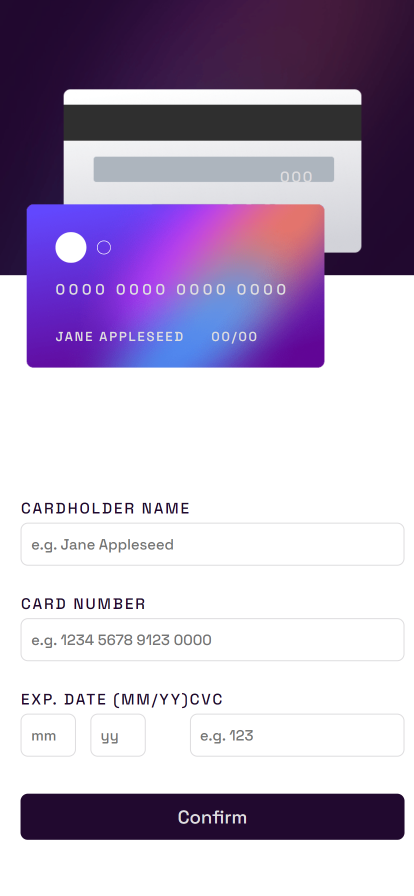 000
0000 0000 0000 0000
JANE APPLESEED 00/00
CARDHOLDER NAME
e.g. Jane Appleseed
CARD NUMBER
e.g. 1234 5678 9123 0000
EXP. DATE (MM/YY)CVC
mm yy e.g. 123
Confirm